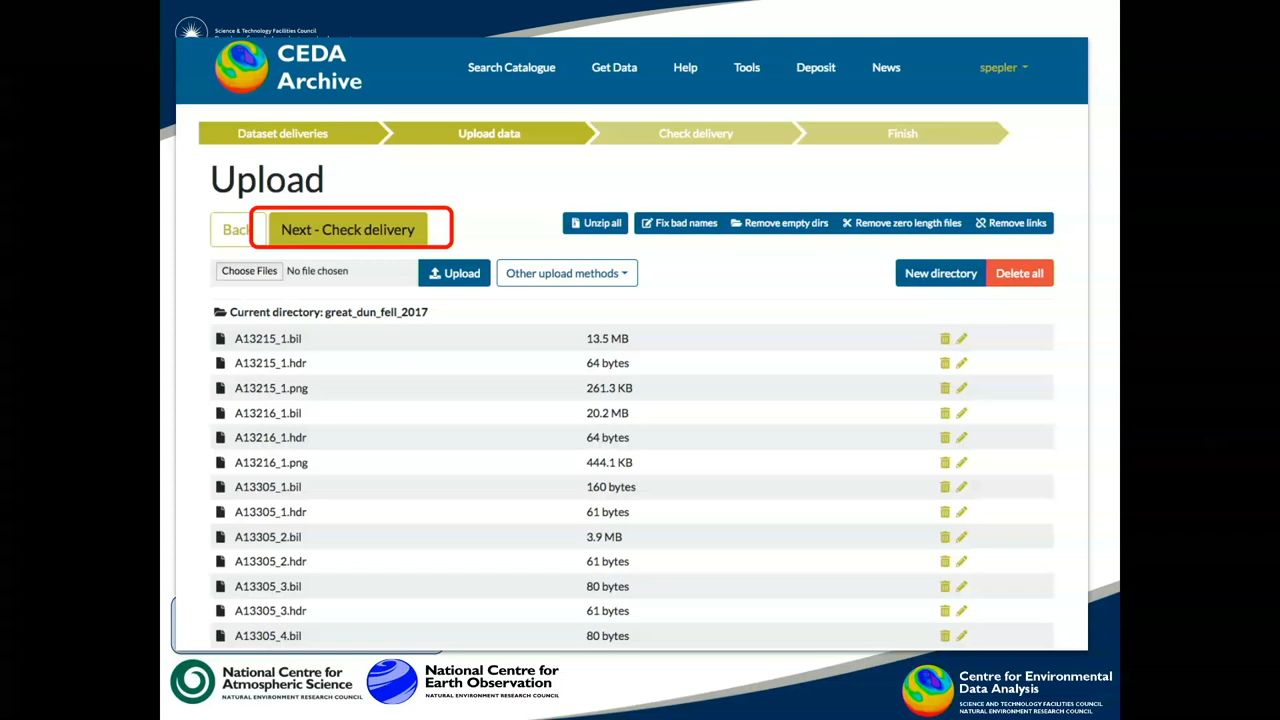 Science & Technology Facilities Council
CEDA
Archive
Search Catalogue Get Data Help Tools Deposit News spepler
Dataset deliveries Upload data Check delivery Finish
Upload
Back Next - Check delivery Unzip all Fix bad names Remove empty dirs Remove zero length files Remove links
Choose Files No file chosen Upload Other upload methods New directory Delete all
Current directory: great_dun_fell_2017
A13215_1.bil 13.5 MB
A13215_1.hdr 64 bytes
A13215_1.png 261.3 KB
A13216_1.bil 20.2 MB
A13216_1.hdr 64 bytes
A13216_1.png 444.1 KB
A13305_1.bil 160 bytes
A13305_1.hdr 61 bytes
A13305_2.bil 3.9 MB
A13305_2.hdr 61 bytes
A13305_3.bil 80 bytes
A13305_3.hdr 61 bytes
A13305_4.bil 80 bytes
National Centre for
Atmospheric Science
NATURAL ENVIRONMENT RESEARCH COUNCIL
National Centre for
Earth Observation
NATURAL ENVIRONMENT RESEARCH COUNCIL
Centre for Environmental
Data Analysis
SCIENCE AND TECHNOLOGY FACILITIES COUNCIL
NATURAL ENVIRONMENT RESEARCH COUNCIL